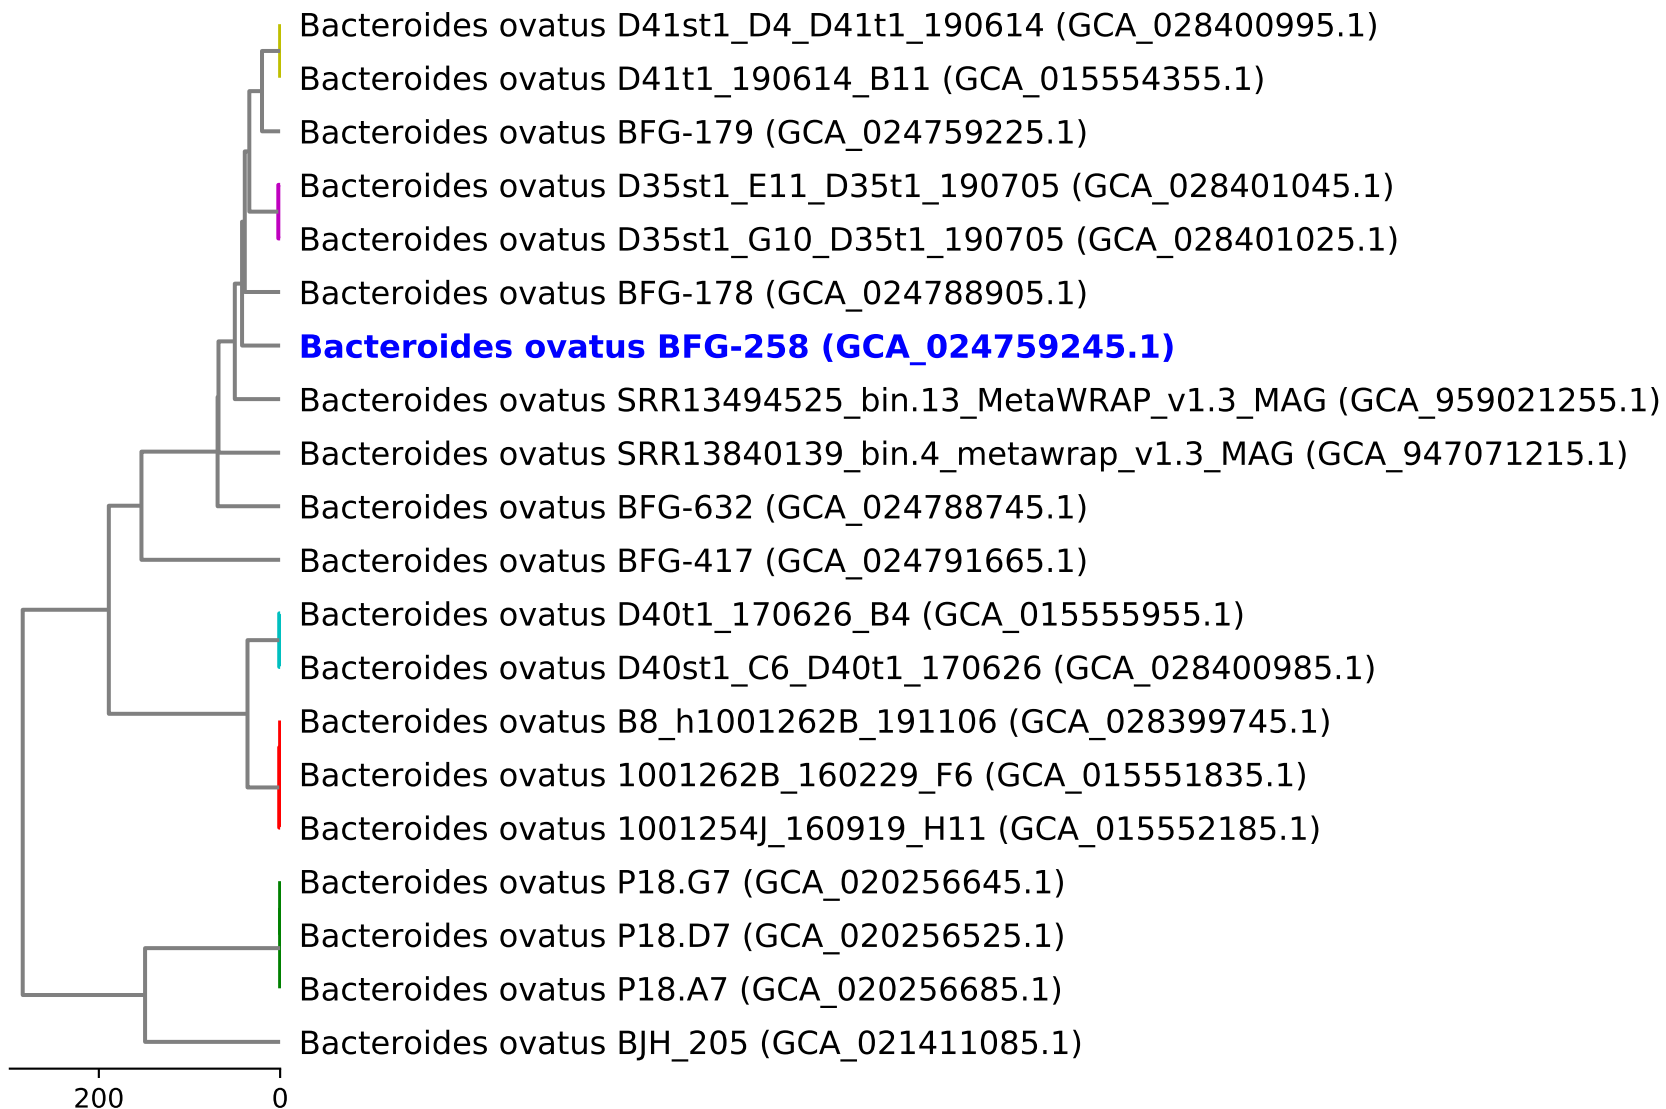 Bacteroides ovatus D41st1_D4_D41t1_190614 (GCA_028400995.1)
Bacteroides ovatus D41t1_190614_B11 (GCA_015554355.1)
Bacteroides ovatus BFG-179 (GCA_024759225.1)
Bacteroides ovatus D35st1_E11_D35t1_190705 (GCA_028401045.1)
Bacteroides ovatus D35st1_G10_D35t1_190705 (GCA_028401025.1)
Bacteroides ovatus BFG-178 (GCA_024788905.1)
Bacteroides ovatus BFG-258 (GCA_024759245.1)
Bacteroides ovatus SRR13494525_bin.13_MetaWRAP_v1.3_MAG (GCA_959021255.1)
Bacteroides ovatus SRR13840139_bin.4_metawrap_v1.3_MAG (GCA_947071215.1)
Bacteroides ovatus BFG-632 (GCA_024788745.1)
Bacteroides ovatus BFG-417 (GCA_024791665.1)
Bacteroides ovatus D40t1_170626_B4 (GCA_015555955.1)
Bacteroides ovatus D40st1_C6_D40t1_170626 (GCA_028400985.1)
Bacteroides ovatus B8_h1001262B_191106 (GCA_028399745.1)
Bacteroides ovatus 1001262B_160229_F6 (GCA_015551835.1)
Bacteroides ovatus 1001254J_160919_H11 (GCA_015552185.1)
Bacteroides ovatus P18.G7 (GCA_020256645.1)
Bacteroides ovatus P18.D7 (GCA_020256525.1)
Bacteroides ovatus P18.A7 (GCA_020256685.1)
Bacteroides ovatus BJH_205 (GCA_021411085.1)
200 0